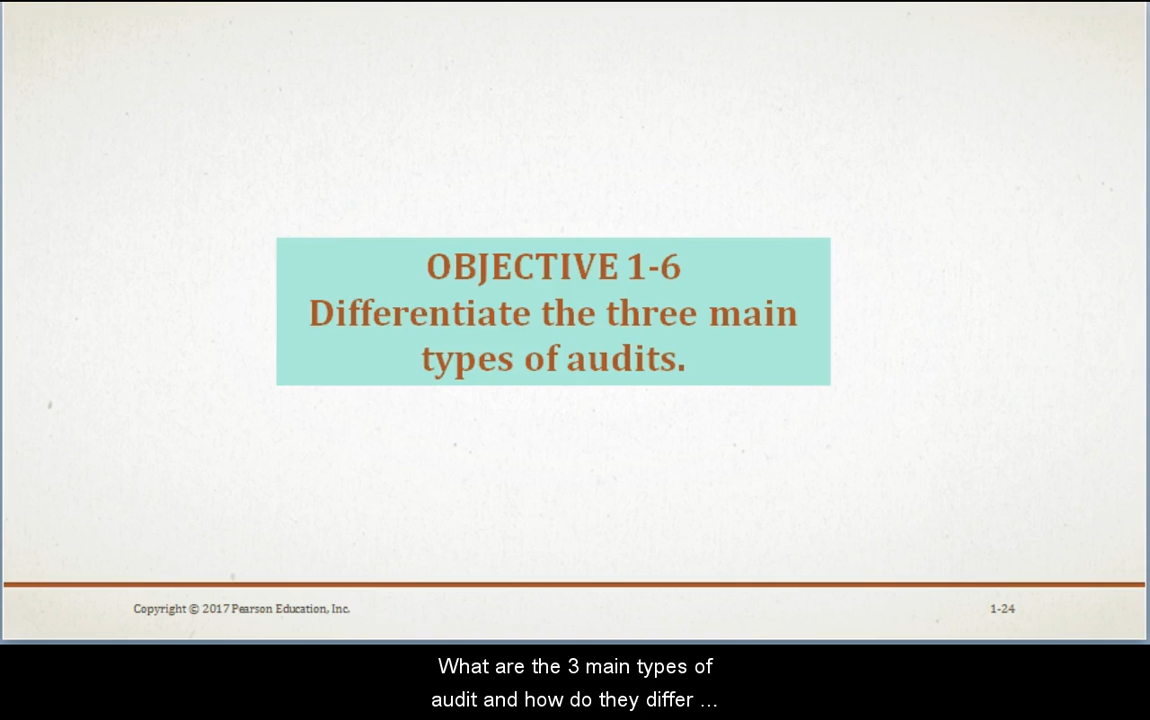 OBJECTIVE 1-6
Differentiate the three main
types of audits.
Copyright © 2017 Pearson Education, Inc.
1-24
What are the 3 main types of
audit and how do they differ ...